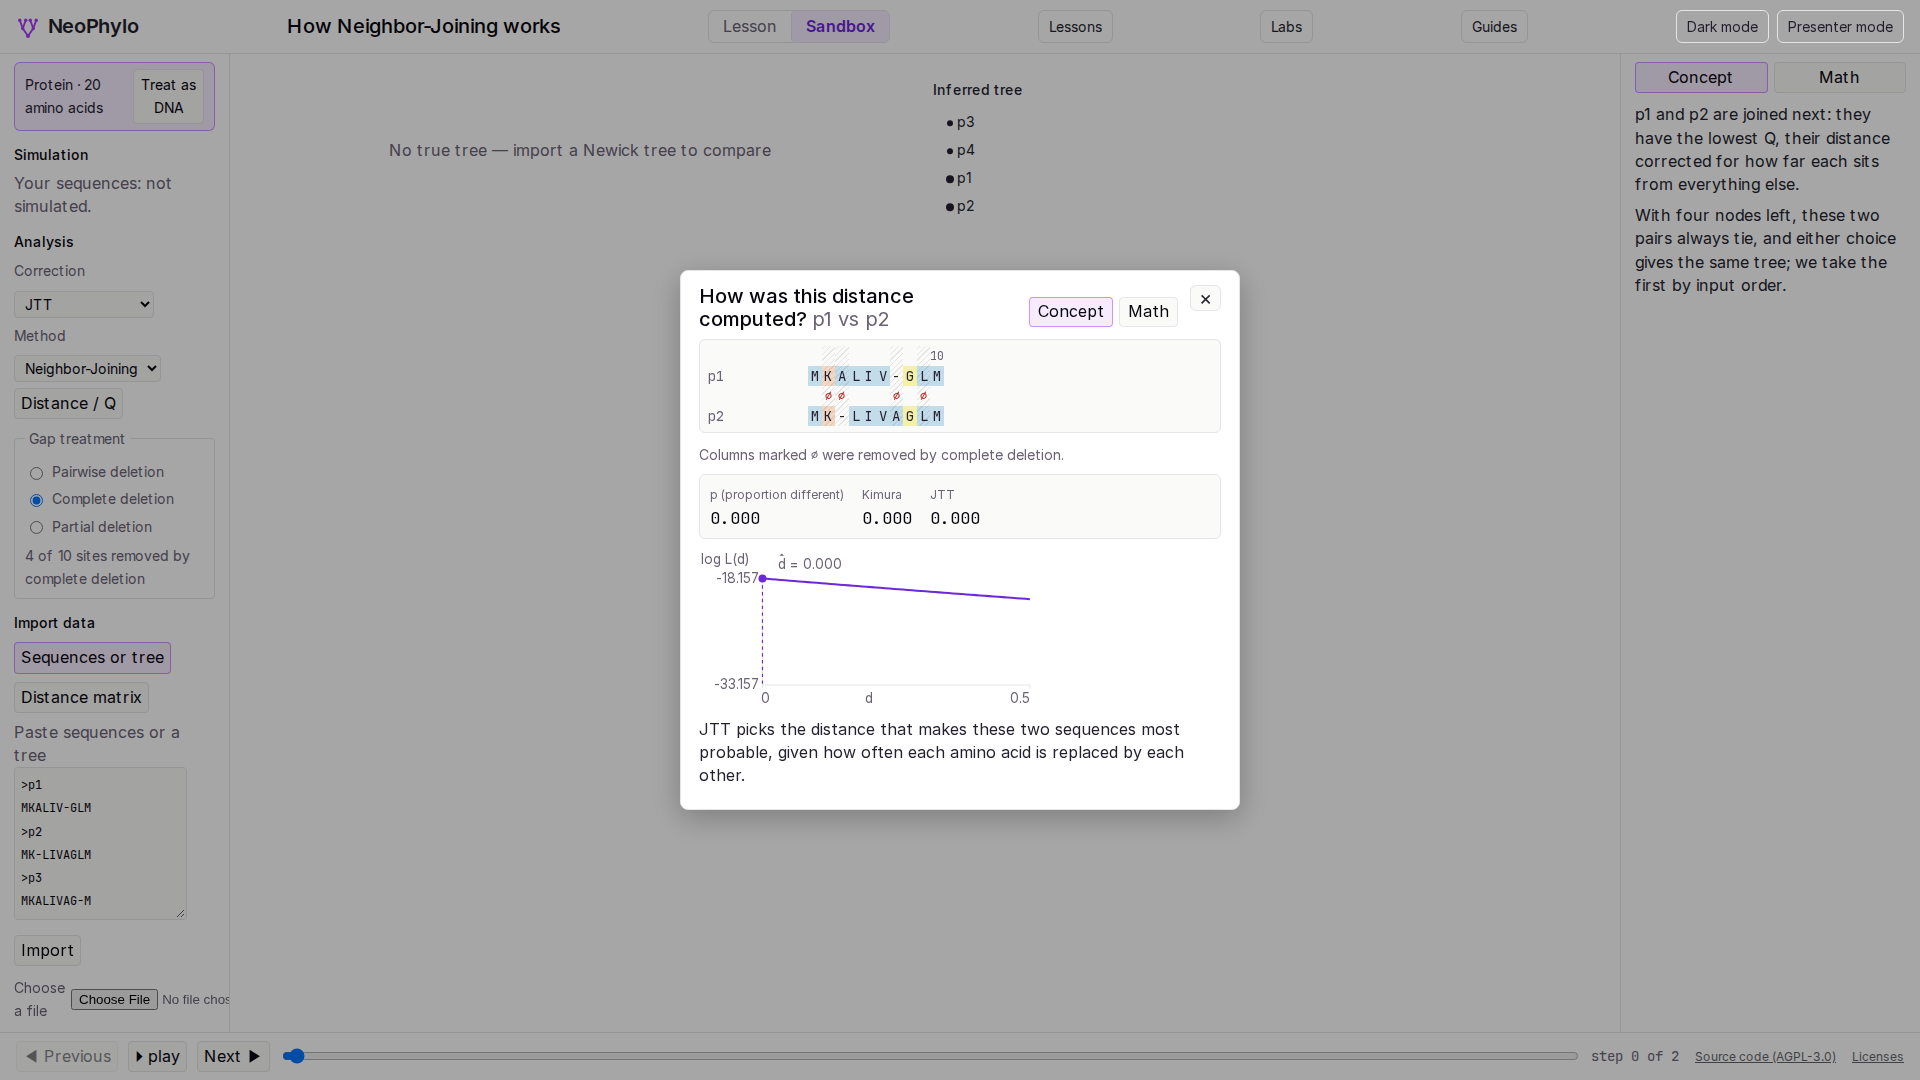 NeoPhylo
How Neighbor-Joining works
Lesson
Sandbox
Lessons
Labs
Guides
Dark mode
Presenter mode
Protein · 20
amino acids
Treat as
DNA
Simulation
Your sequences: not
simulated.
Analysis
Correction
JTT
Method
Neighbor-Joining
Distance / Q
Gap treatment
Pairwise deletion
Complete deletion
Partial deletion
4 of 10 sites removed by
complete deletion
Import data
Sequences or tree
Distance matrix
Paste sequences or a
tree
>p1
MKALIV-GLM
>p2
MK-LIVAGLM
>p3
MKALIVAG-M
Import
Choose
a file
Choose File
No file chos
No true tree — import a Newick tree to compare
Inferred tree
p3
p4
p1
p2
How was this distance
computed? p1 vs p2
Concept
Math
×
10
p1 MKALIV-GLM
ø ø ø ø
p2 MK-LIVAGLM
Columns marked ø were removed by complete deletion.
p (proportion different) Kimura JTT
0.000 0.000 0.000
log L(d)
d̂ = 0.000
-18.157
-33.157
0 d 0.5
JTT picks the distance that makes these two sequences most
probable, given how often each amino acid is replaced by each
other.
Concept
Math
p1 and p2 are joined next: they
have the lowest Q, their distance
corrected for how far each sits
from everything else.
With four nodes left, these two
pairs always tie, and either choice
gives the same tree; we take the
first by input order.
◀ Previous
play
Next ▶
step 0 of 2
Source code (AGPL-3.0)
Licenses